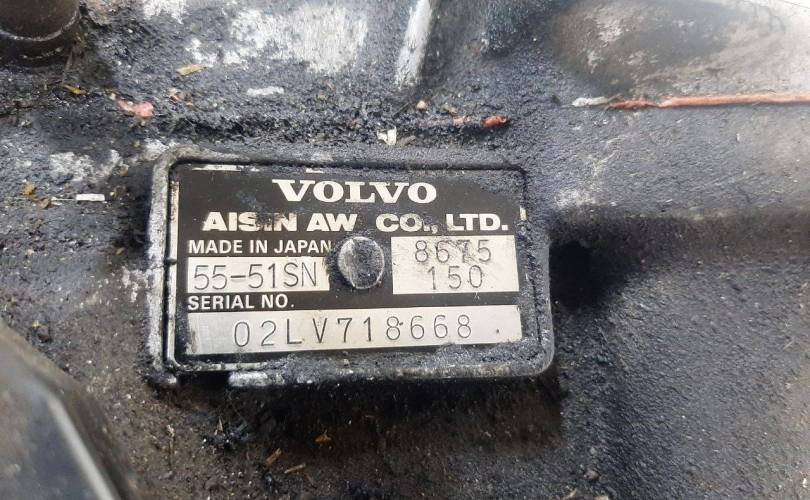 VOLVO
AISIN AW CO., LTD.
MADE IN JAPAN 8675
55-51SN 150
SERIAL NO.
02LV718668